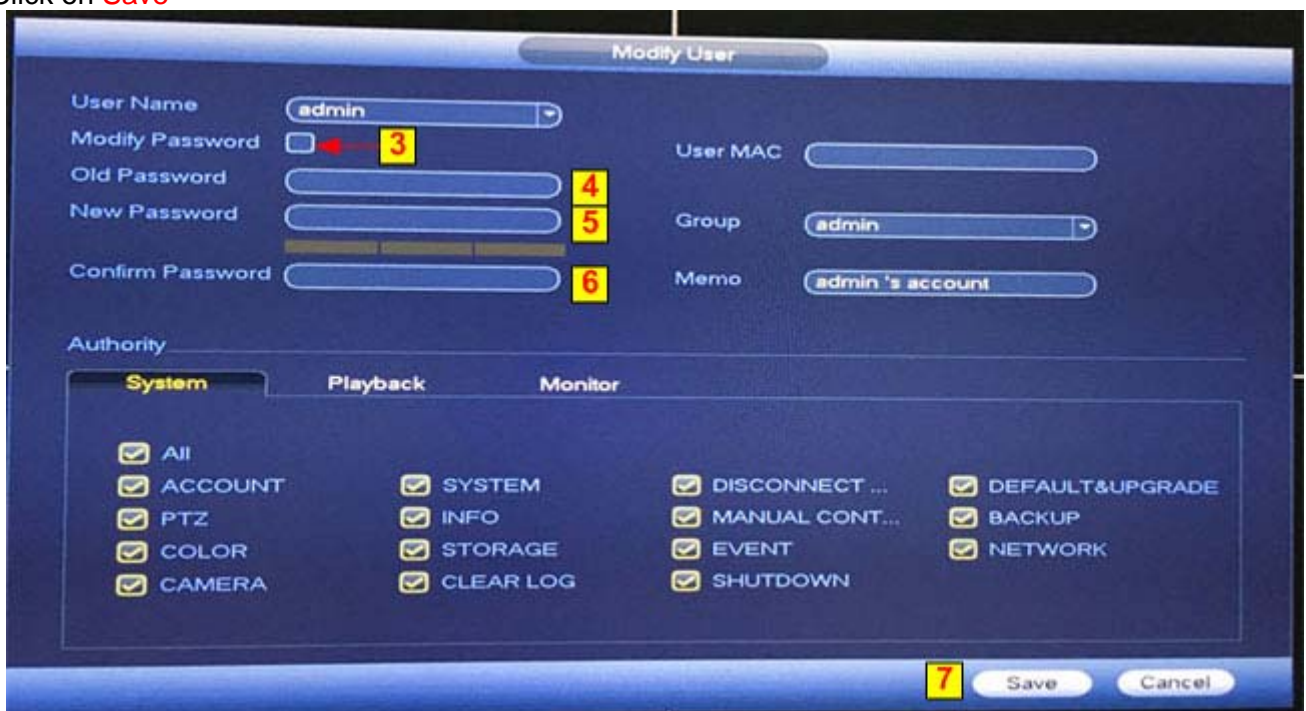 Click on Save
Modify User
User Name admin
Modify Password 3
User MAC
Old Password 4
New Password 5
Group admin
Confirm Password 6
Memo admin 's account
Authority
System Playback Monitor
All
ACCOUNT SYSTEM DISCONNECT ... DEFAULT&UPGRADE
PTZ INFO MANUAL CONT... BACKUP
COLOR STORAGE EVENT NETWORK
CAMERA CLEAR LOG SHUTDOWN
7 Save Cancel